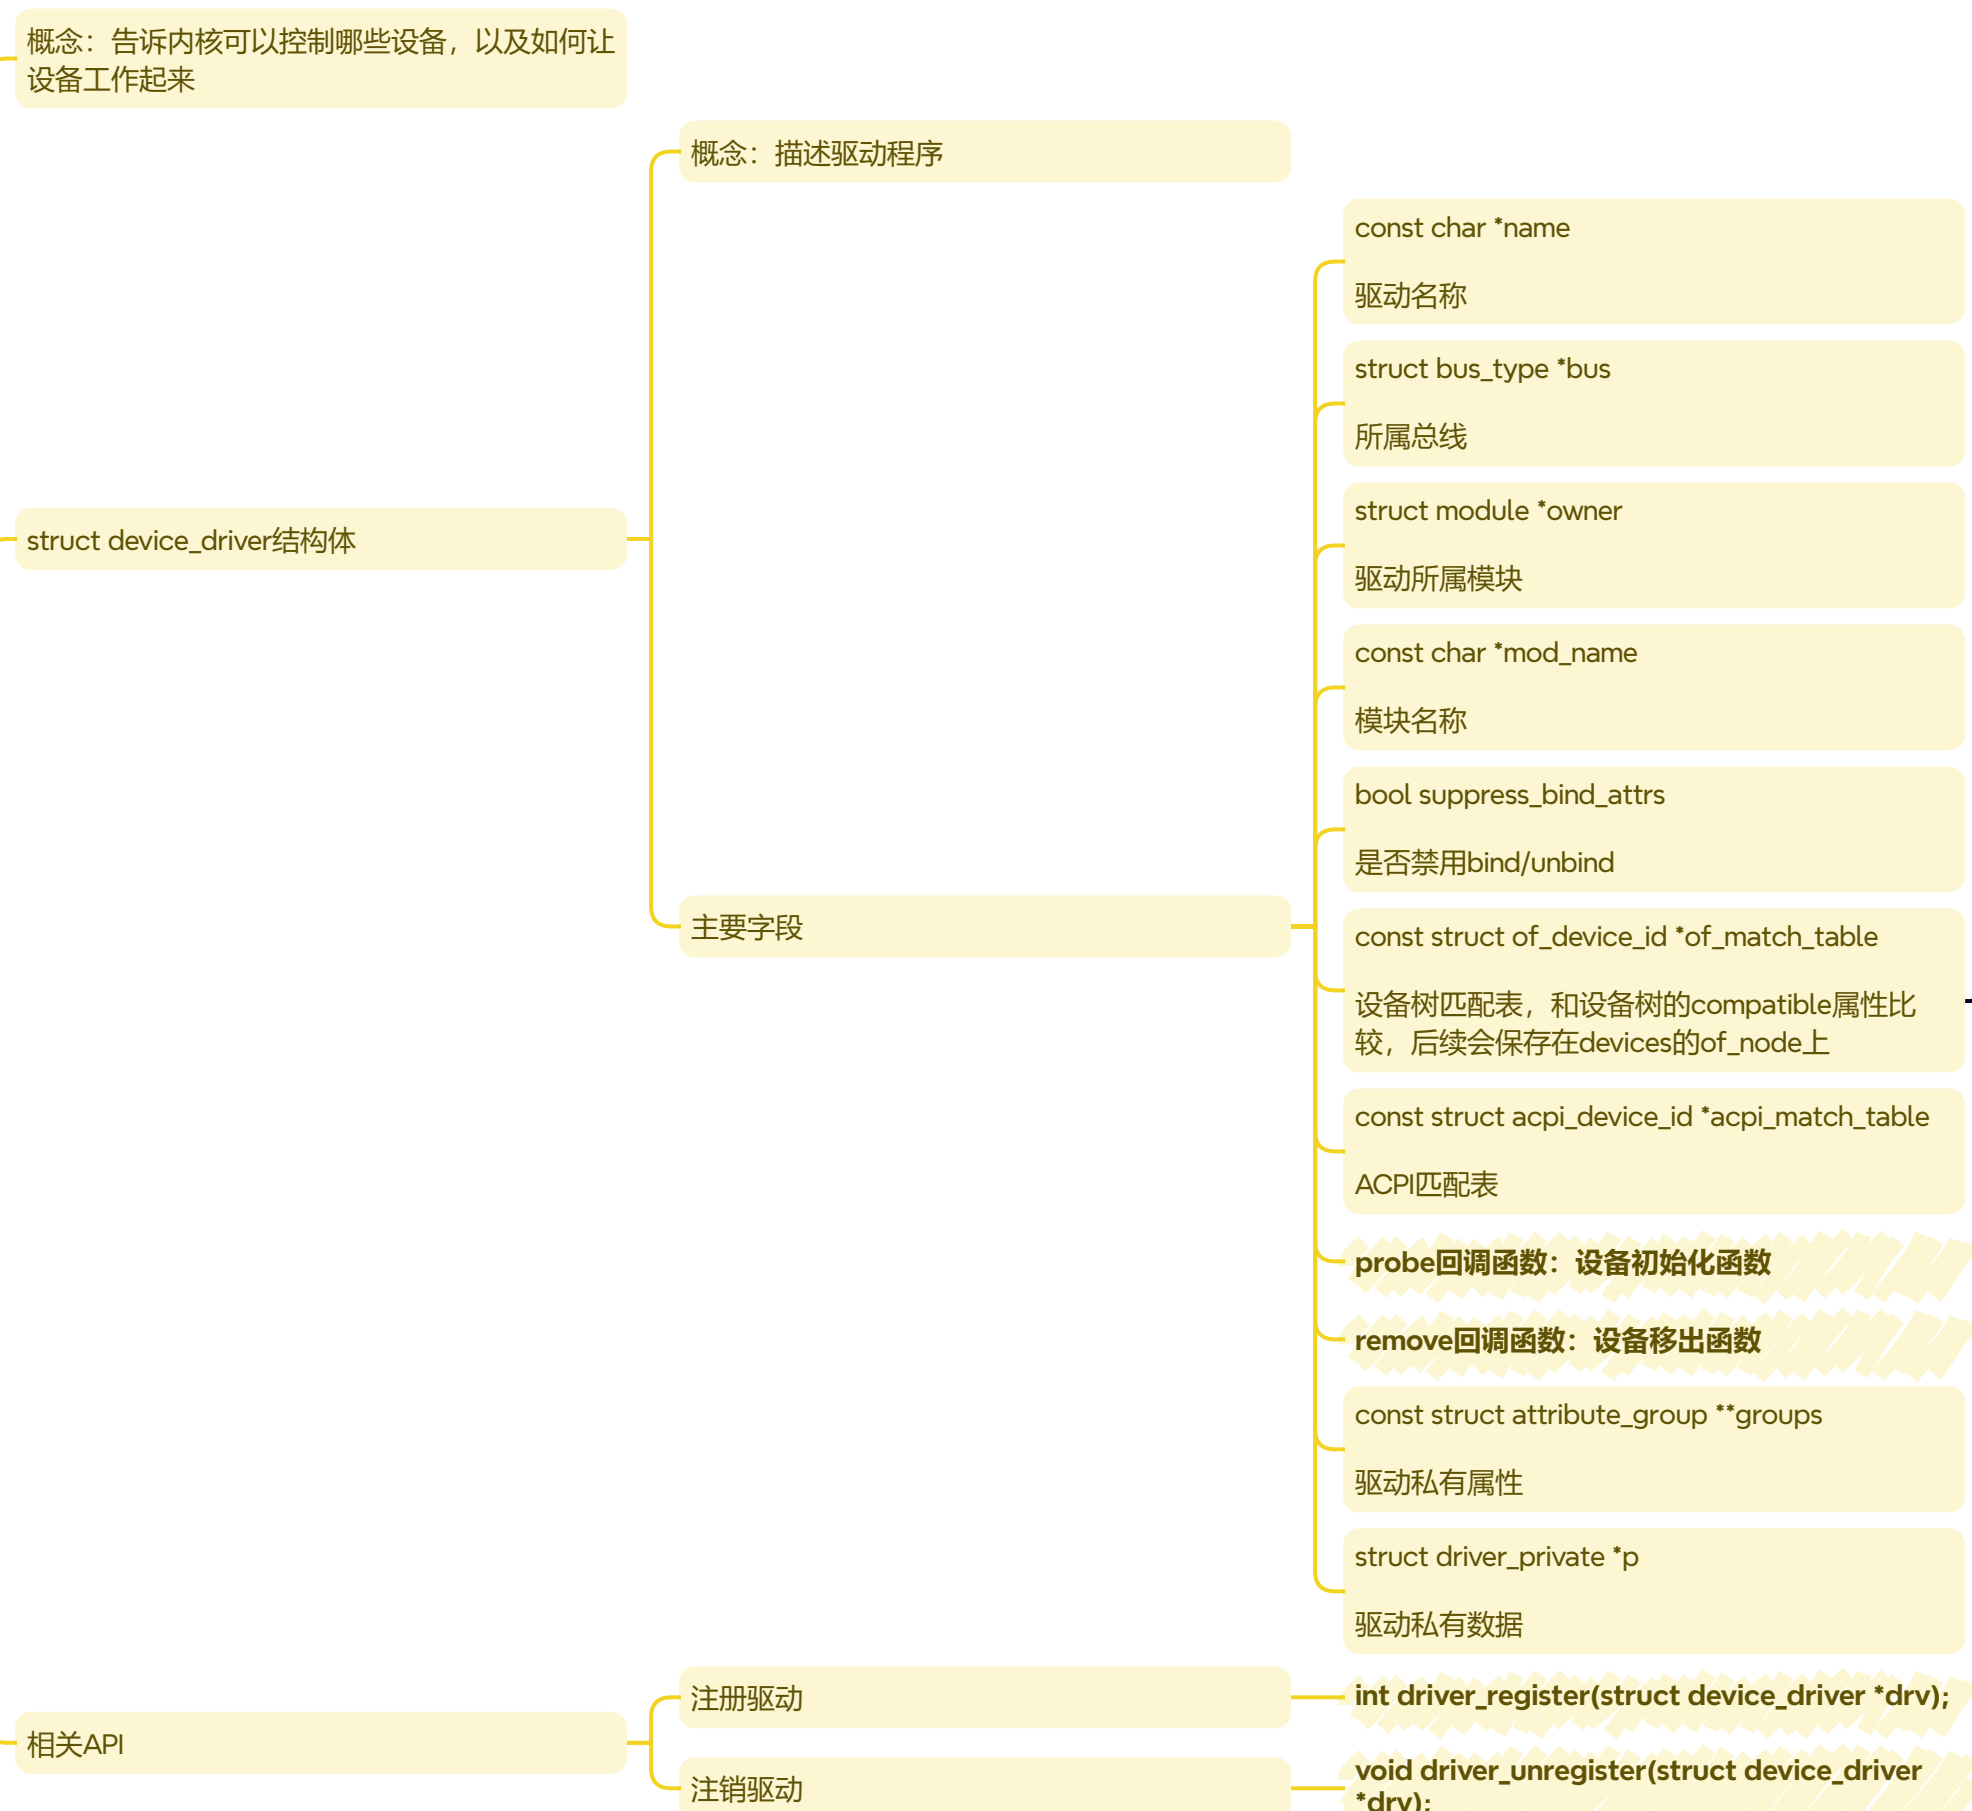 概念：告诉内核可以控制哪些设备，以及如何让
设备工作起来
struct device_driver结构体
概念：描述驱动程序
主要字段
const char *name
驱动名称
struct bus_type *bus
所属总线
struct module *owner
驱动所属模块
const char *mod_name
模块名称
bool suppress_bind_attrs
是否禁用bind/unbind
const struct of_device_id *of_match_table
设备树匹配表，和设备树的compatible属性比
较，后续会保存在devices的of_node上
const struct acpi_device_id *acpi_match_table
ACPI匹配表
probe回调函数：设备初始化函数
remove回调函数：设备移出函数
const struct attribute_group **groups
驱动私有属性
struct driver_private *p
驱动私有数据
相关API
注册驱动
int driver_register(struct device_driver *drv);
注销驱动
void driver_unregister(struct device_driver
*drv);